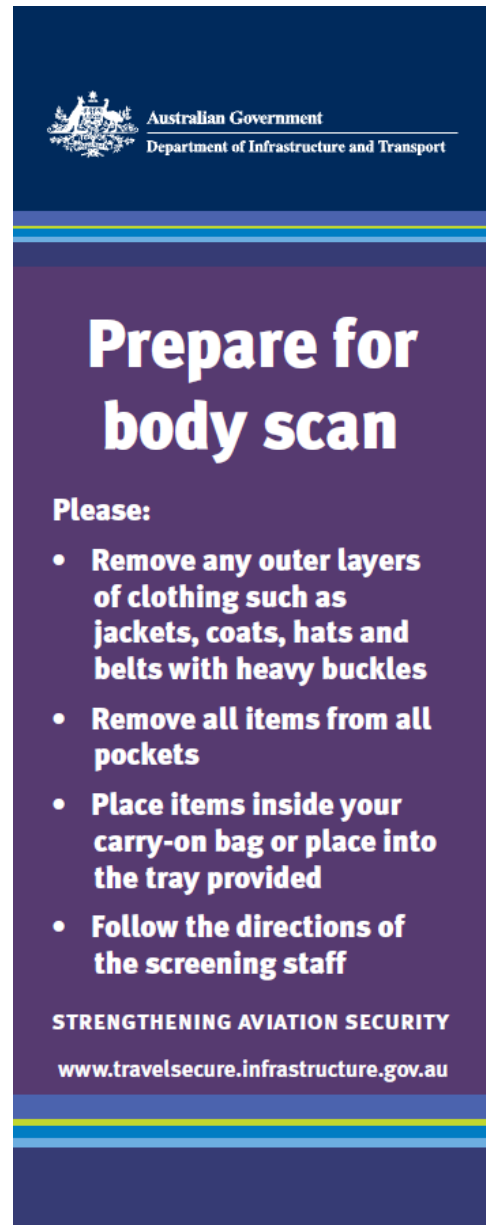 Australian Government
Department of Infrastructure and Transport
Prepare for
body scan
Please:
• Remove any outer layers
of clothing such as
jackets, coats, hats and
belts with heavy buckles
• Remove all items from all
pockets
• Place items inside your
carry-on bag or place into
the tray provided
• Follow the directions of
the screening staff
STRENGTHENING AVIATION SECURITY
www.travelsecure.infrastructure.gov.au